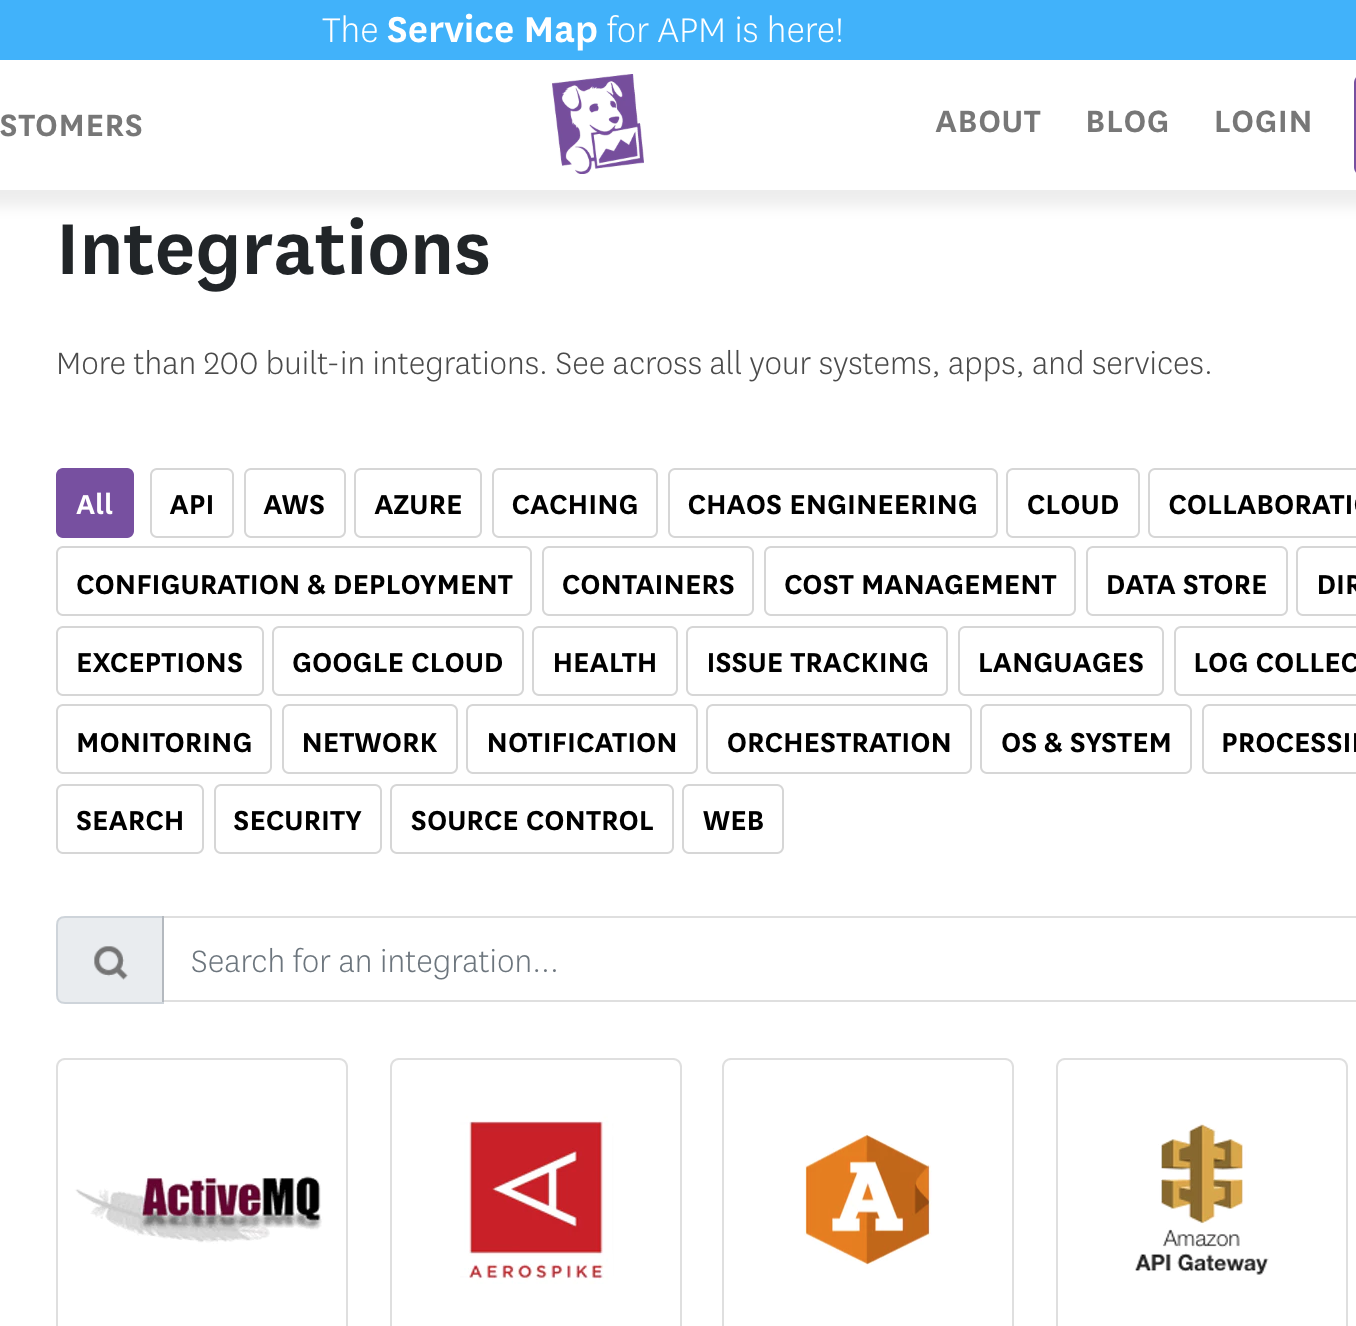 The Service Map for APM is here!
STOMERS
ABOUT BLOG LOGIN
Integrations
More than 200 built-in integrations. See across all your systems, apps, and services.
All API AWS AZURE CACHING CHAOS ENGINEERING CLOUD COLLABORATI
CONFIGURATION & DEPLOYMENT CONTAINERS COST MANAGEMENT DATA STORE DIR
EXCEPTIONS GOOGLE CLOUD HEALTH ISSUE TRACKING LANGUAGES LOG COLLEC
MONITORING NETWORK NOTIFICATION ORCHESTRATION OS & SYSTEM PROCESSI
SEARCH SECURITY SOURCE CONTROL WEB
Search for an integration...
ActiveMQ
AEROSPIKE
A
Amazon
API Gateway